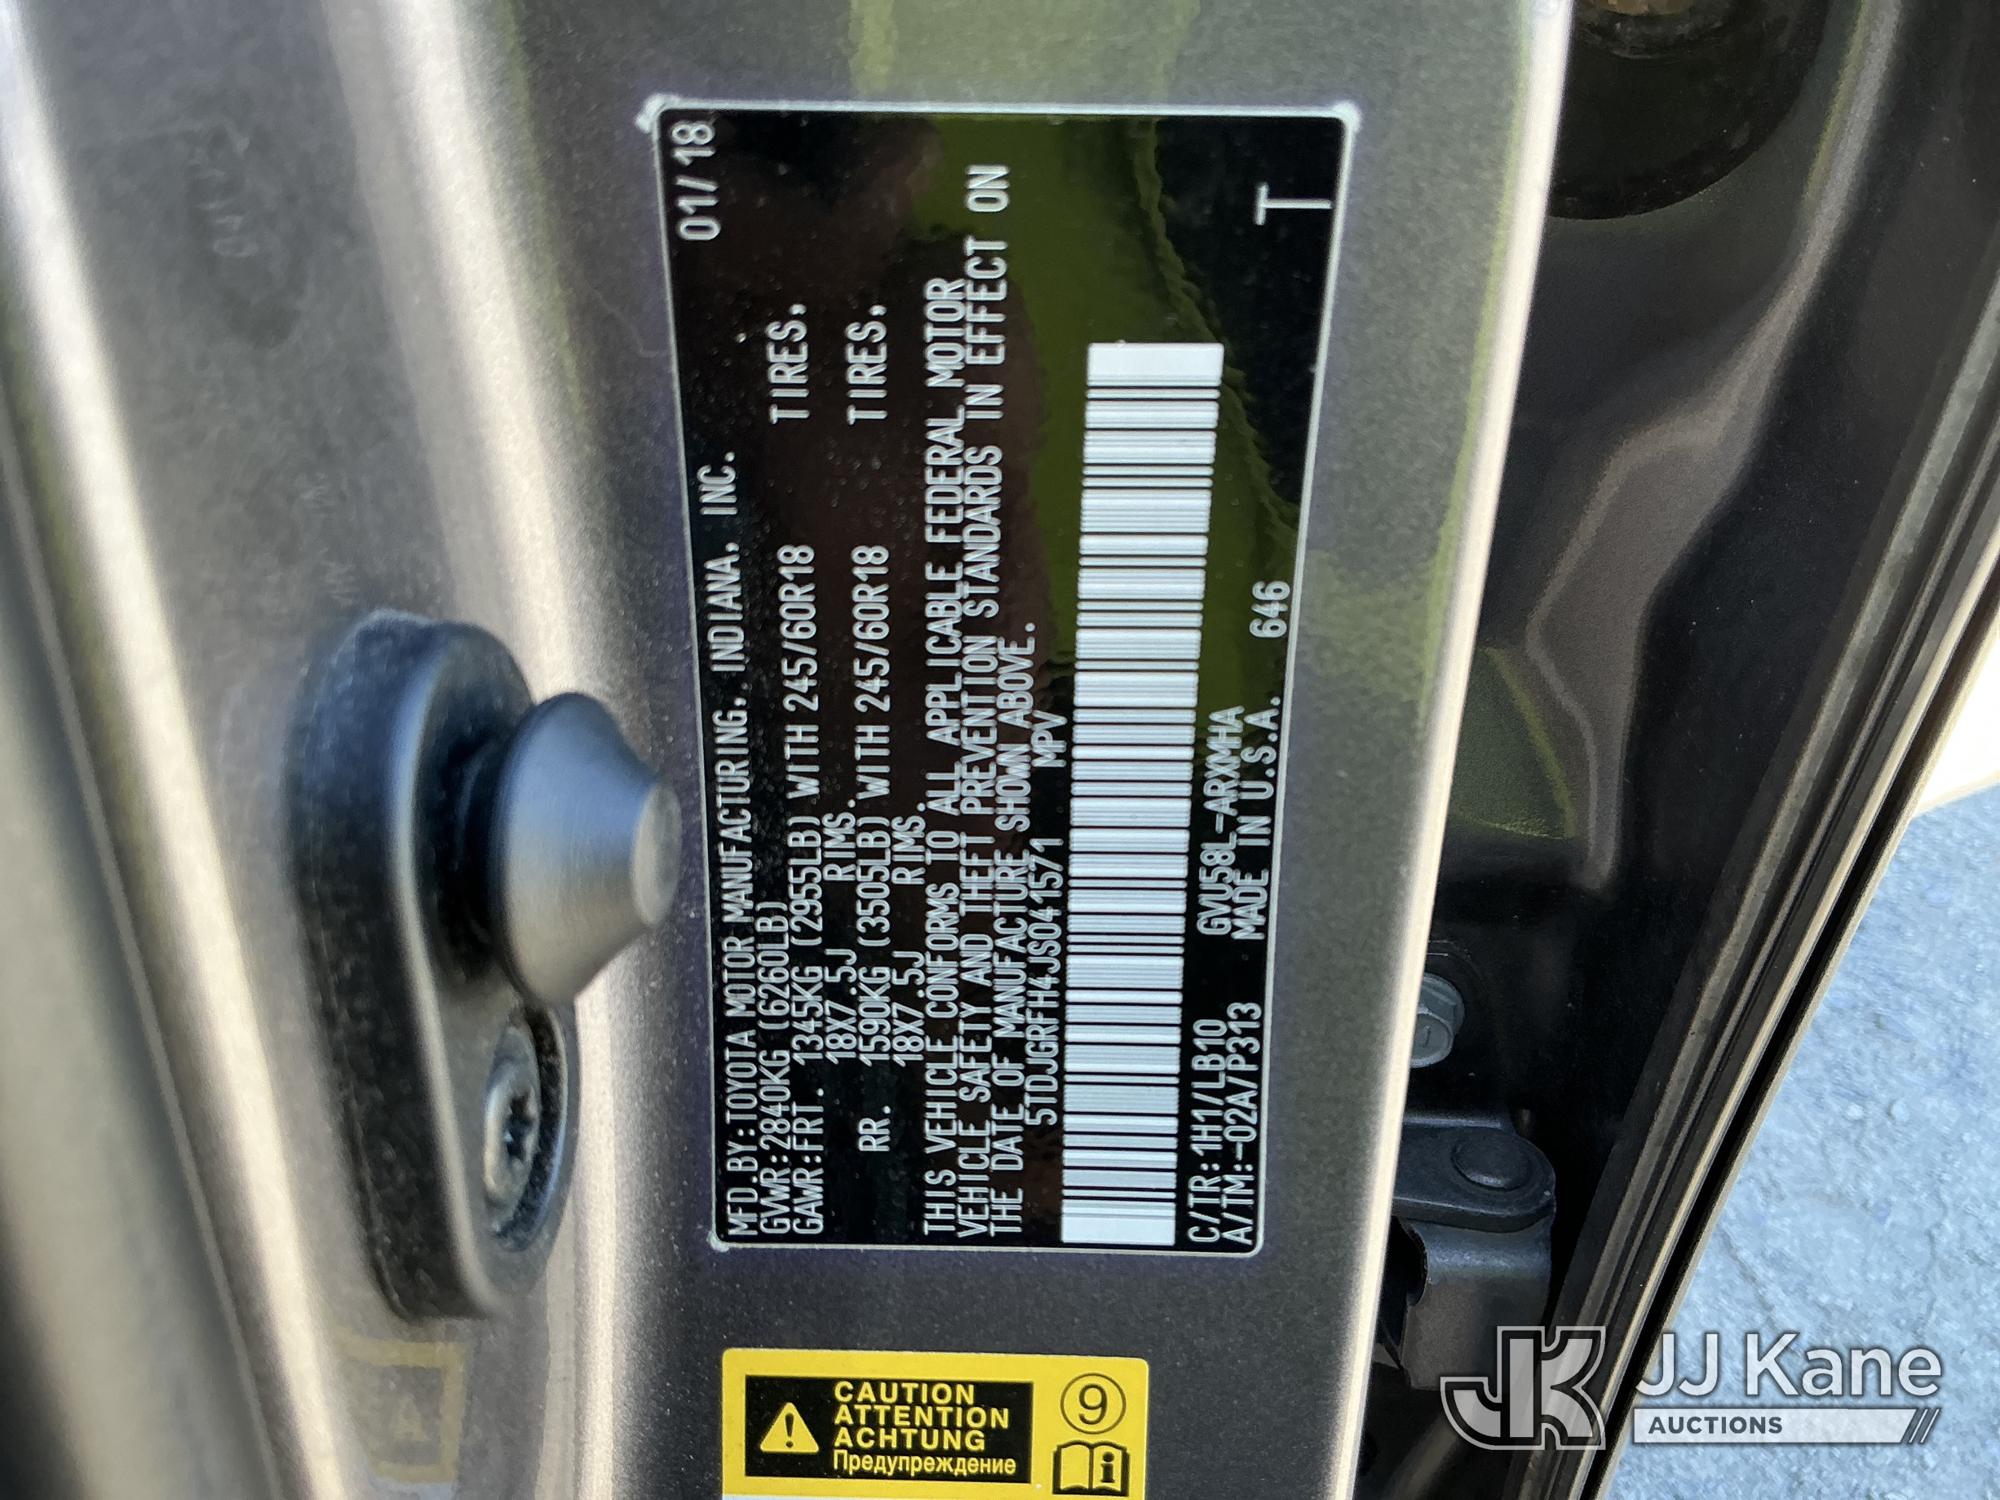 01/18
MFD.BY:TOYOTA MOTOR MANUFACTURING, INDIANA, INC.
GVWR:2840KG (6260LB)
GAWR:FRT. 1345KG (2955LB) WITH 245/60R18 TIRES,
18X7.5J RIMS.
RR. 1590KG (3505LB) WITH 245/60R18 TIRES,
18X7.5J RIMS.
THIS VEHICLE CONFORMS TO ALL APPLICABLE FEDERAL MOTOR
VEHICLE SAFETY AND THEFT PREVENTION STANDARDS IN EFFECT ON
THE DATE OF MANUFACTURE SHOWN ABOVE.
5TDJGRFH4JS041571 MPV
C/TR:1H1/LB10 GVU58L-ARXMHA
A/TM:-02A/P313 MADE IN U.S.A. 646 T
CAUTION
ATTENTION
ACHTUNG
Предупреждение
9
i
JJ Kane
AUCTIONS